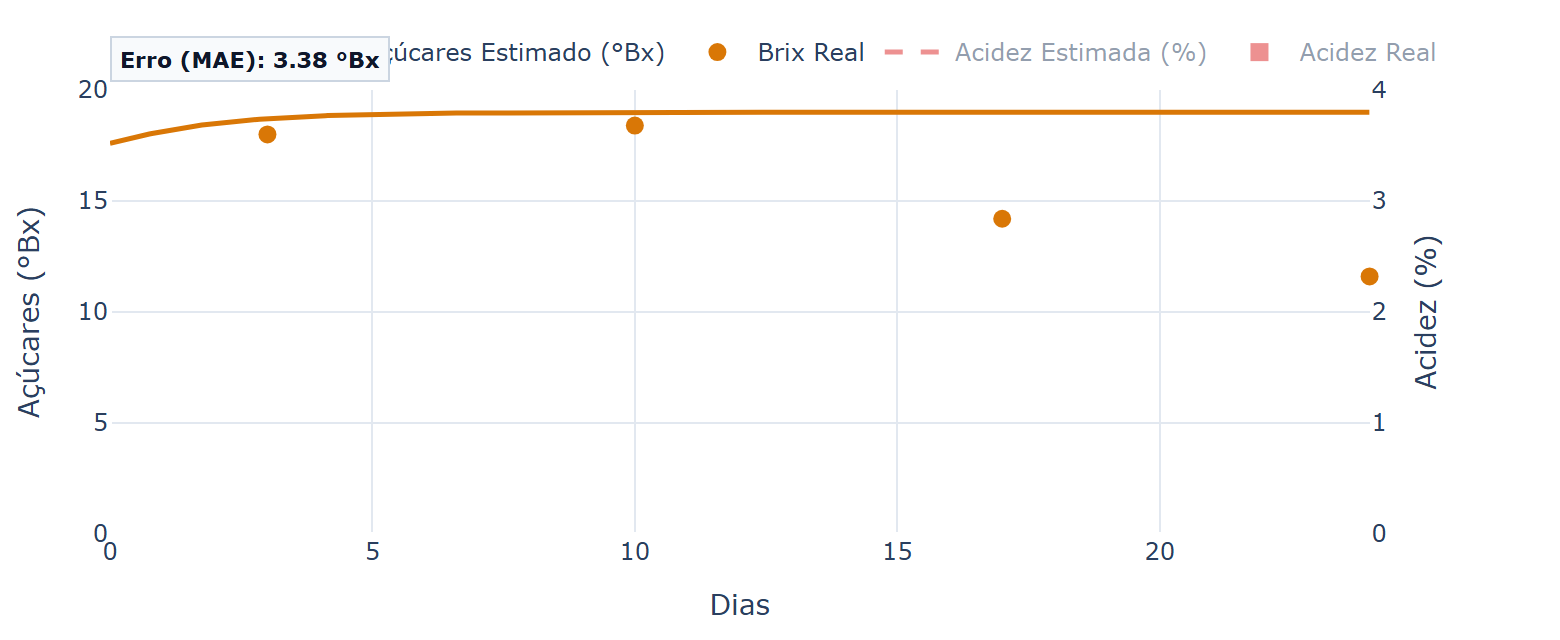 Erro (MAE): 3.38 ºBx
çúcares Estimado (°Bx) Brix Real Acidez Estimada (%) Acidez Real
20 4
15 3
10 2
5 1
0 0
0 5 10 15 20
Açúcares (°Bx)
Acidez (%)
Dias